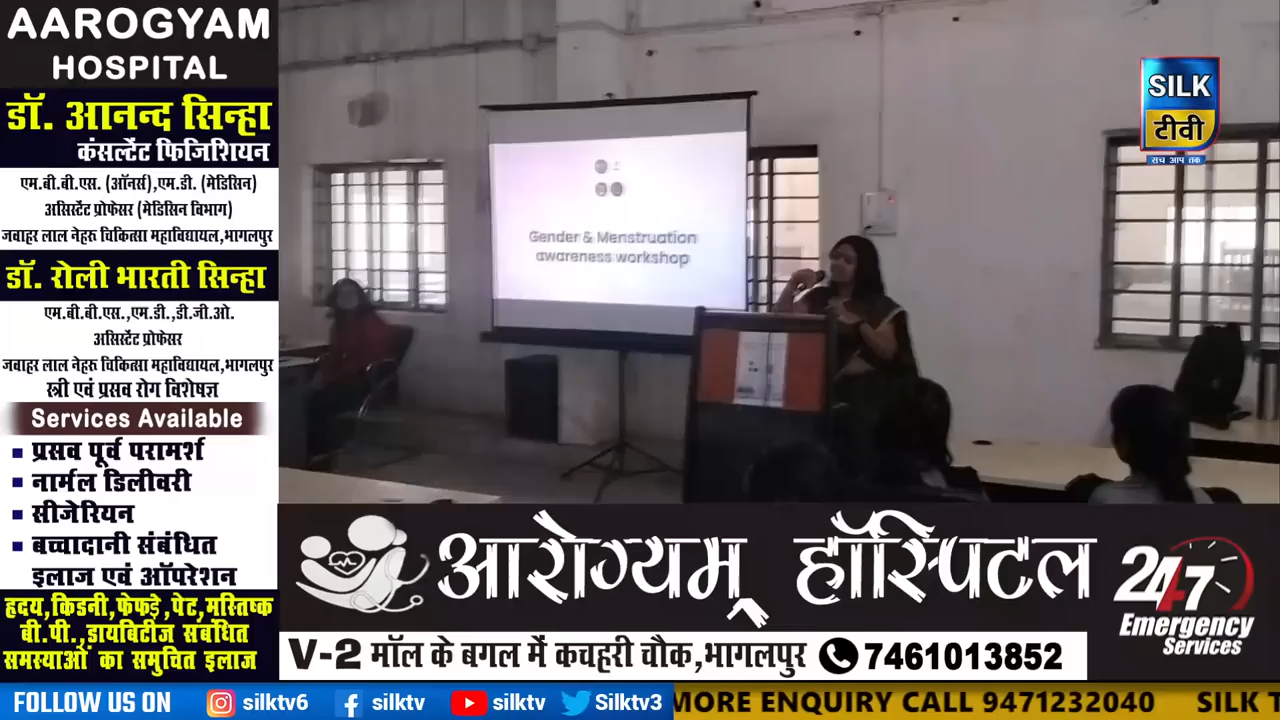 AAROGYAM
HOSPITAL
डॉ. आनन्द सिन्हा
कंसल्टेंट फिजिशियन
एम.बी.बी.एस. (ऑनर्स),एम.डी. (मेडिसिन)
असिस्टेंट प्रोफेसर (मेडिसिन विभाग)
जवाहर लाल नेहरु चिकित्सा महाविद्यालय,भागलपुर
डॉ. रोली भारती सिन्हा
एम.बी.बी.एस.,एम.डी.,डी.जी.ओ.
असिस्टेंट प्रोफेसर
जवाहर लाल नेहरु चिकित्सा महाविद्यालय,भागलपुर
स्त्री एवं प्रसव रोग विशेषज्ञ
Services Available
प्रसव पूर्व परामर्श
नार्मल डिलीवरी
सीजेरियन
बच्चादानी संबंधित
इलाज एवं ऑपरेशन
हृदय,किडनी,फेफड़े,पेट,मस्तिष्क
बी.पी.,डायबिटीज संबंधित
समस्याओं का समुचित इलाज
Gender & Menstruation
awareness workshop
SILK
टीवी
सच आप तक
आरोग्यम् हॉस्पिटल
24x7
Emergency
Services
V-2 मॉल के बगल में कचहरी चौक,भागलपुर 7461013852
FOLLOW US ON silktv6 silktv silktv Silktv3 MORE ENQUIRY CALL 9471232040 SILK T